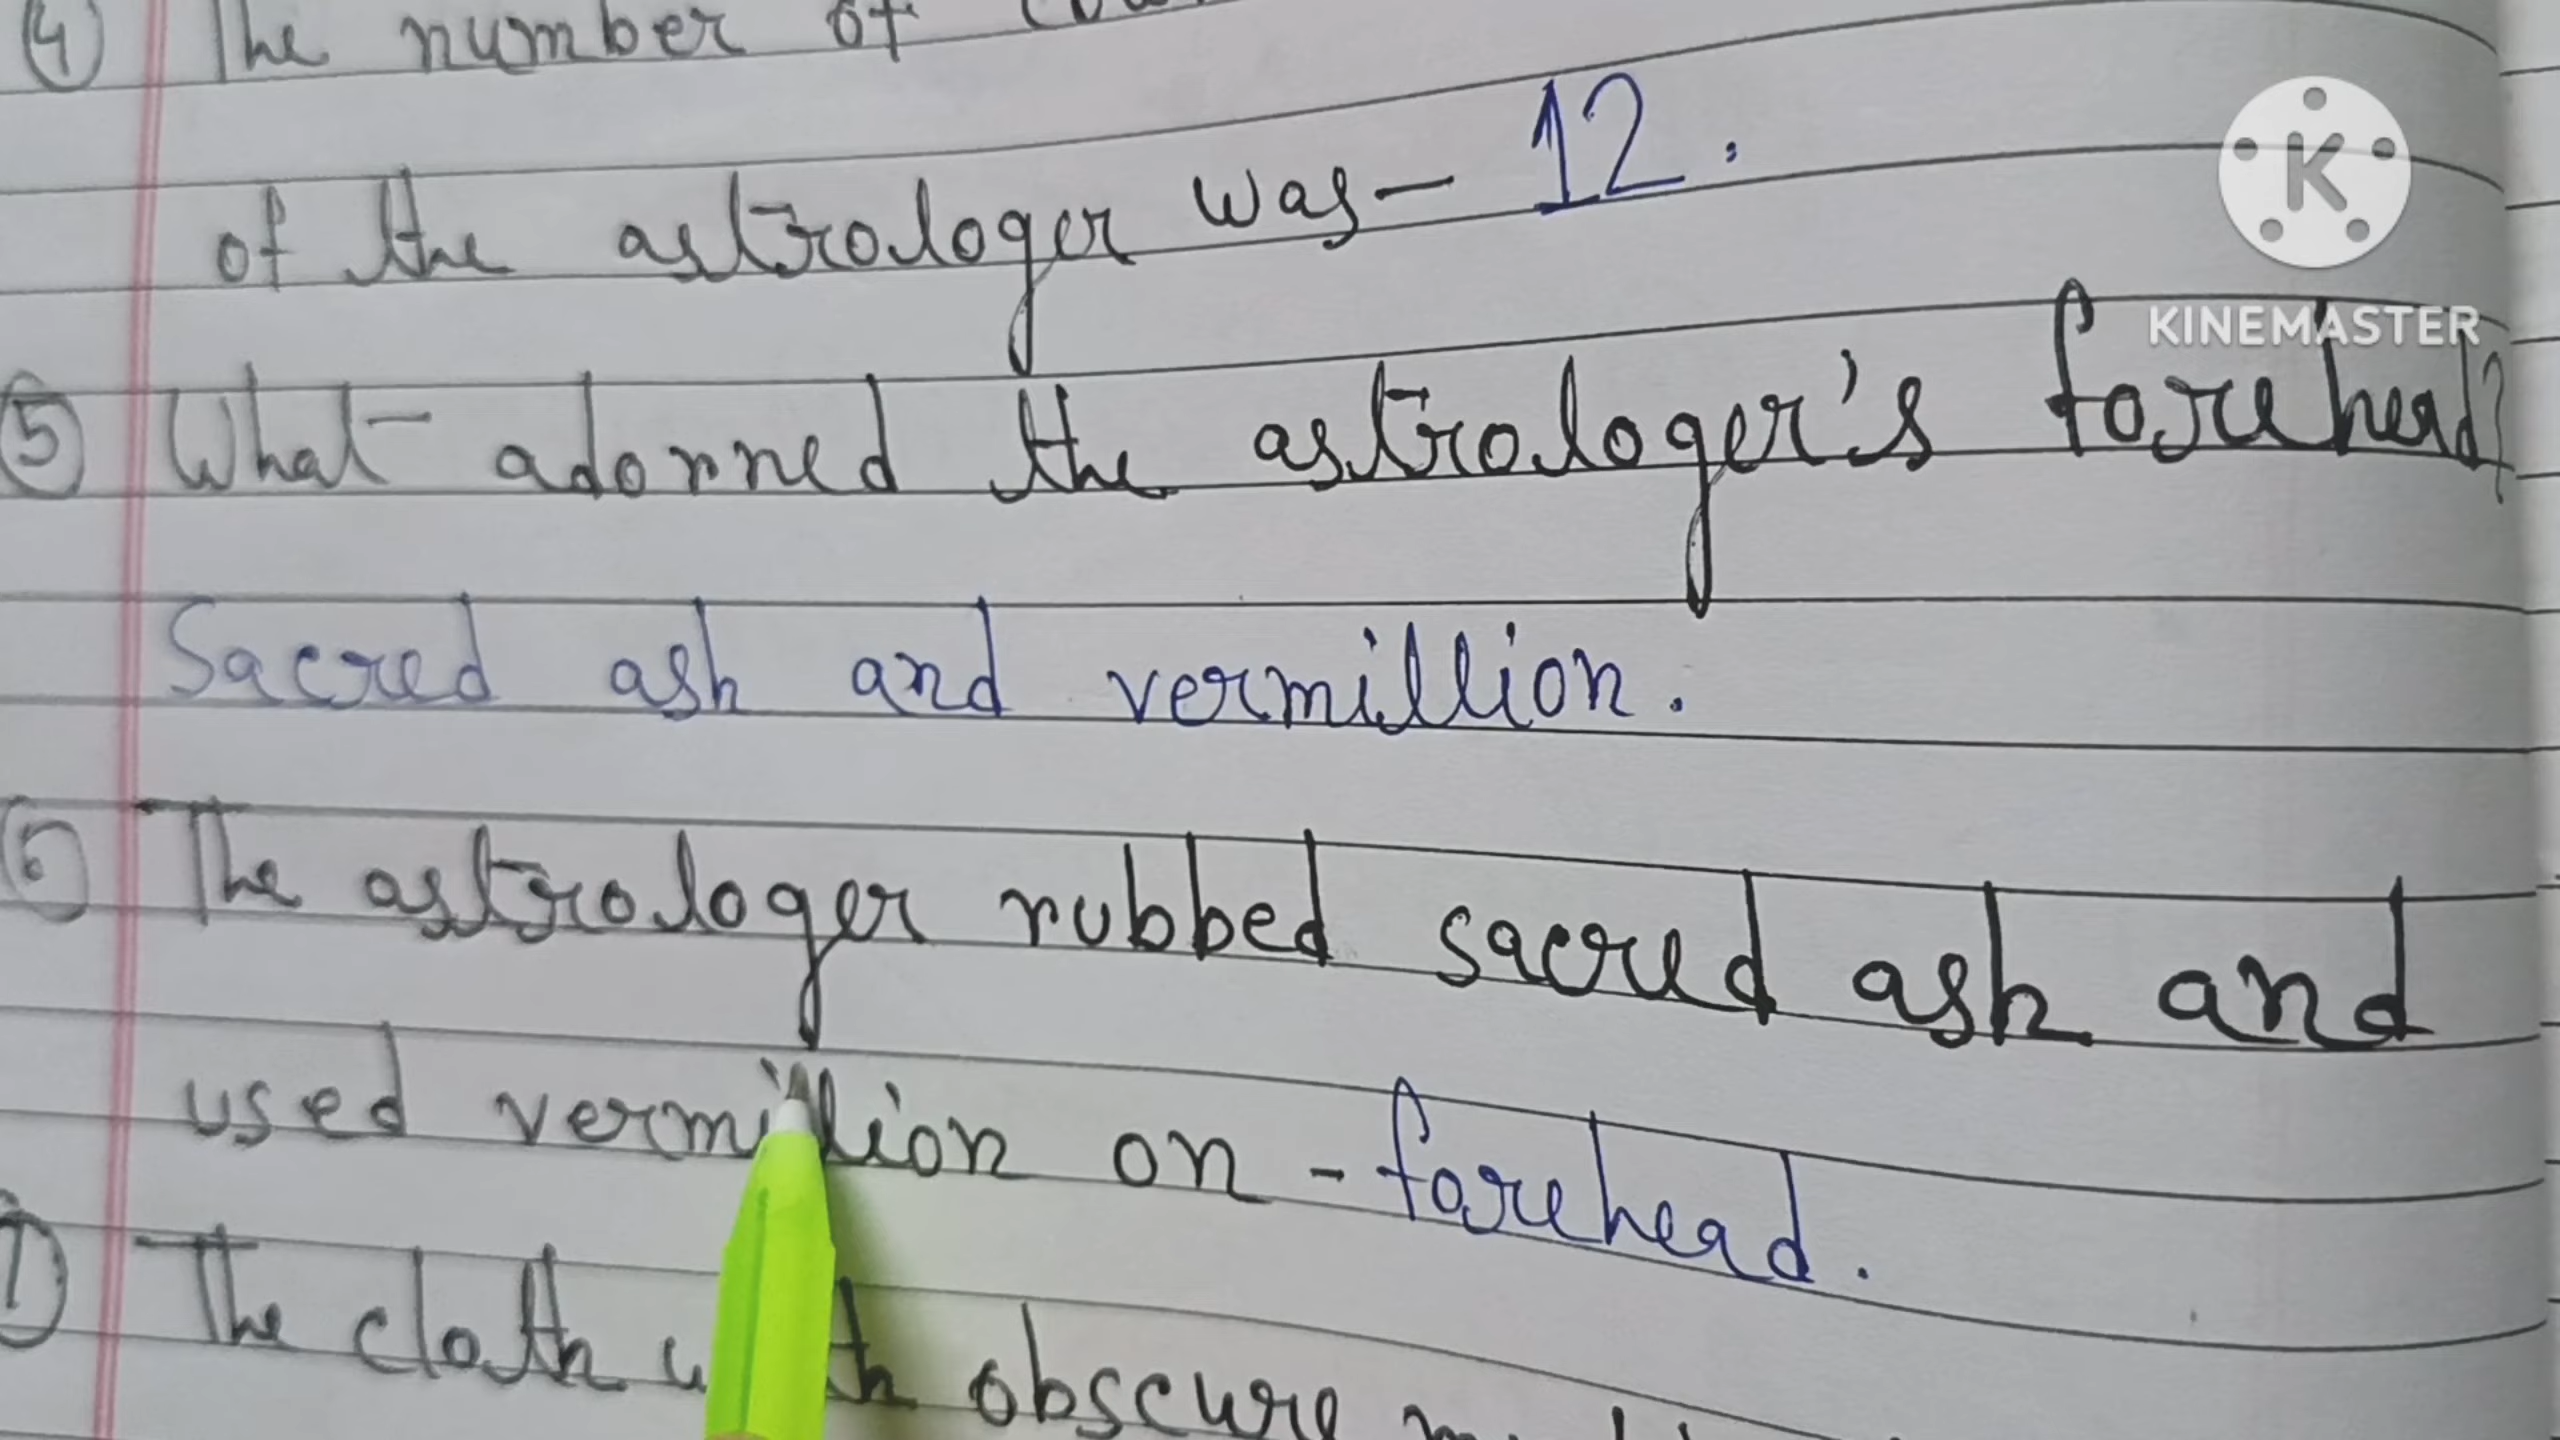 ④ The number of
of the astrologer was - 12.
⑤ What adorned the astrologer's forehead?
Sacred ash and vermillion.
⑥ The astrologer rubbed sacred ash and
used vermillion on - forehead.
⑦ The cloth with obscure
KINEMASTER